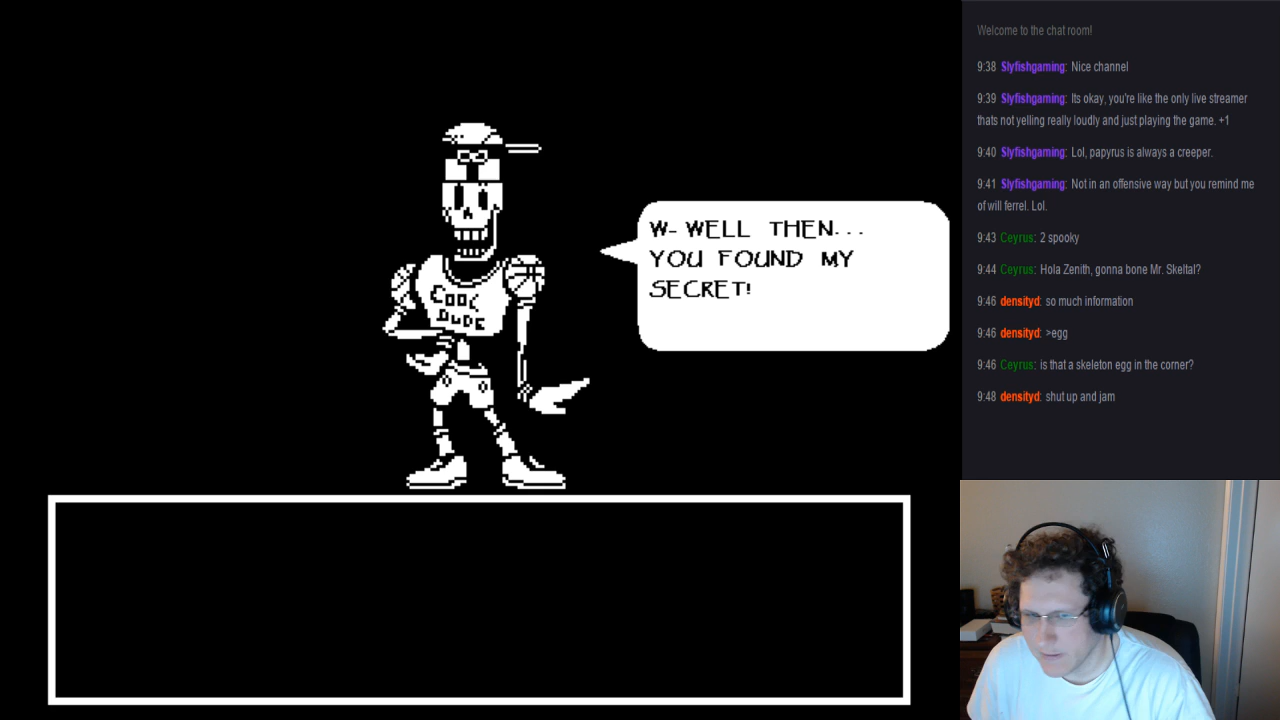 COOL
DUDE
W- WELL THEN...
YOU FOUND MY
SECRET!
Welcome to the chat room!
9:38 Slyfishgaming: Nice channel
9:39 Slyfishgaming: Its okay, you're like the only live streamer
thats not yelling really loudly and just playing the game. +1
9:40 Slyfishgaming: Lol, papyrus is always a creeper.
9:41 Slyfishgaming: Not in an offensive way but you remind me
of will ferrel. Lol.
9:43 Ceyrus: 2 spooky
9:44 Ceyrus: Hola Zenith, gonna bone Mr. Skeltal?
9:46 densityd: so much information
9:46 densityd: >egg
9:46 Ceyrus: is that a skeleton egg in the corner?
9:48 densityd: shut up and jam